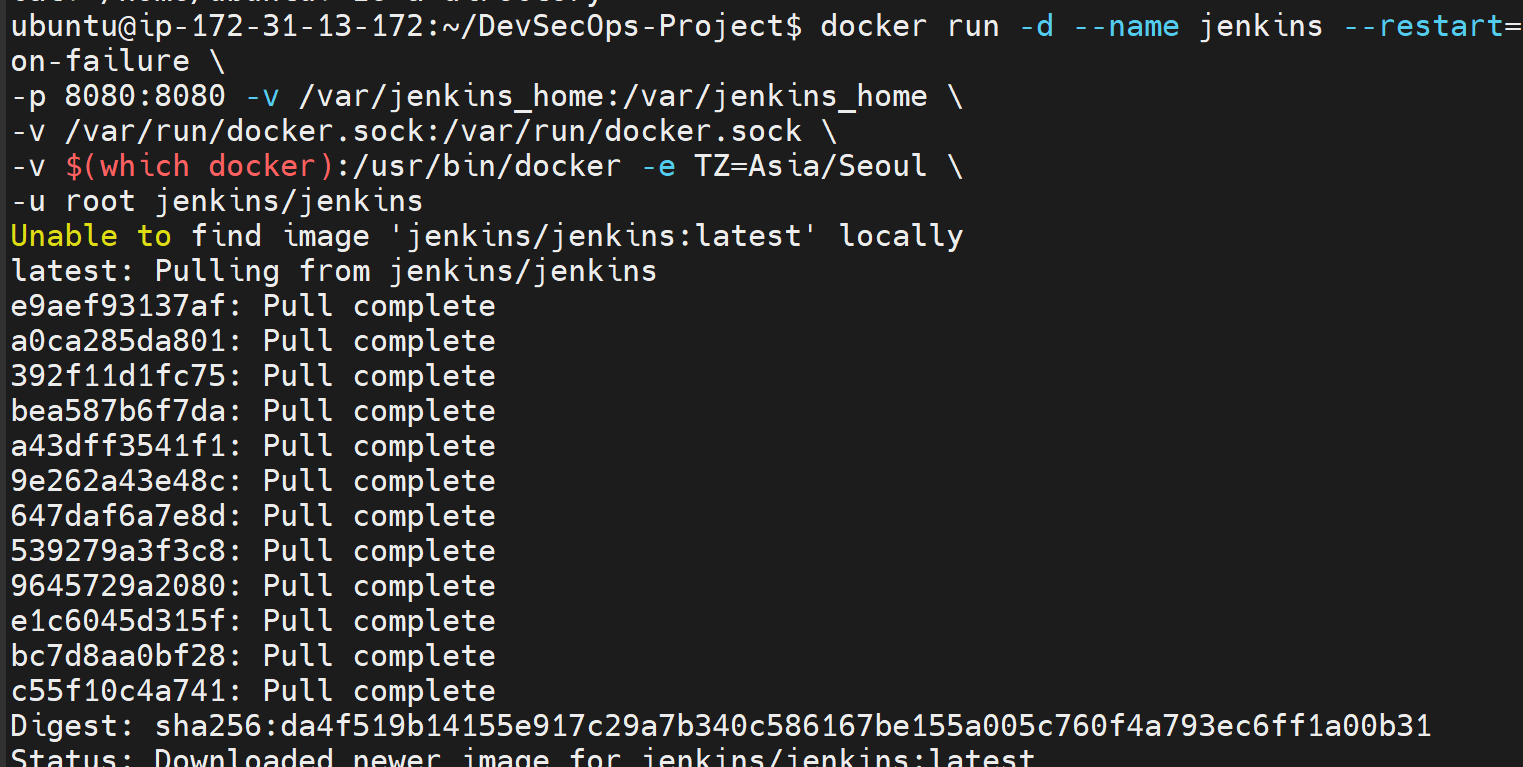 ubuntu@ip-172-31-13-172:~/DevSecOps-Project$ docker run -d --name jenkins --restart=
on-failure \
-p 8080:8080 -v /var/jenkins_home:/var/jenkins_home \
-v /var/run/docker.sock:/var/run/docker.sock \
-v $(which docker):/usr/bin/docker -e TZ=Asia/Seoul \
-u root jenkins/jenkins
Unable to find image 'jenkins/jenkins:latest' locally
latest: Pulling from jenkins/jenkins
e9aef93137af: Pull complete
a0ca285da801: Pull complete
392f11d1fc75: Pull complete
bea587b6f7da: Pull complete
a43dff3541f1: Pull complete
9e262a43e48c: Pull complete
647daf6a7e8d: Pull complete
539279a3f3c8: Pull complete
9645729a2080: Pull complete
e1c6045d315f: Pull complete
bc7d8aa0bf28: Pull complete
c55f10c4a741: Pull complete
Digest: sha256:da4f519b14155e917c29a7b340c586167be155a005c760f4a793ec6ff1a00b31
Status: Downloaded newer image for jenkins/jenkins:latest